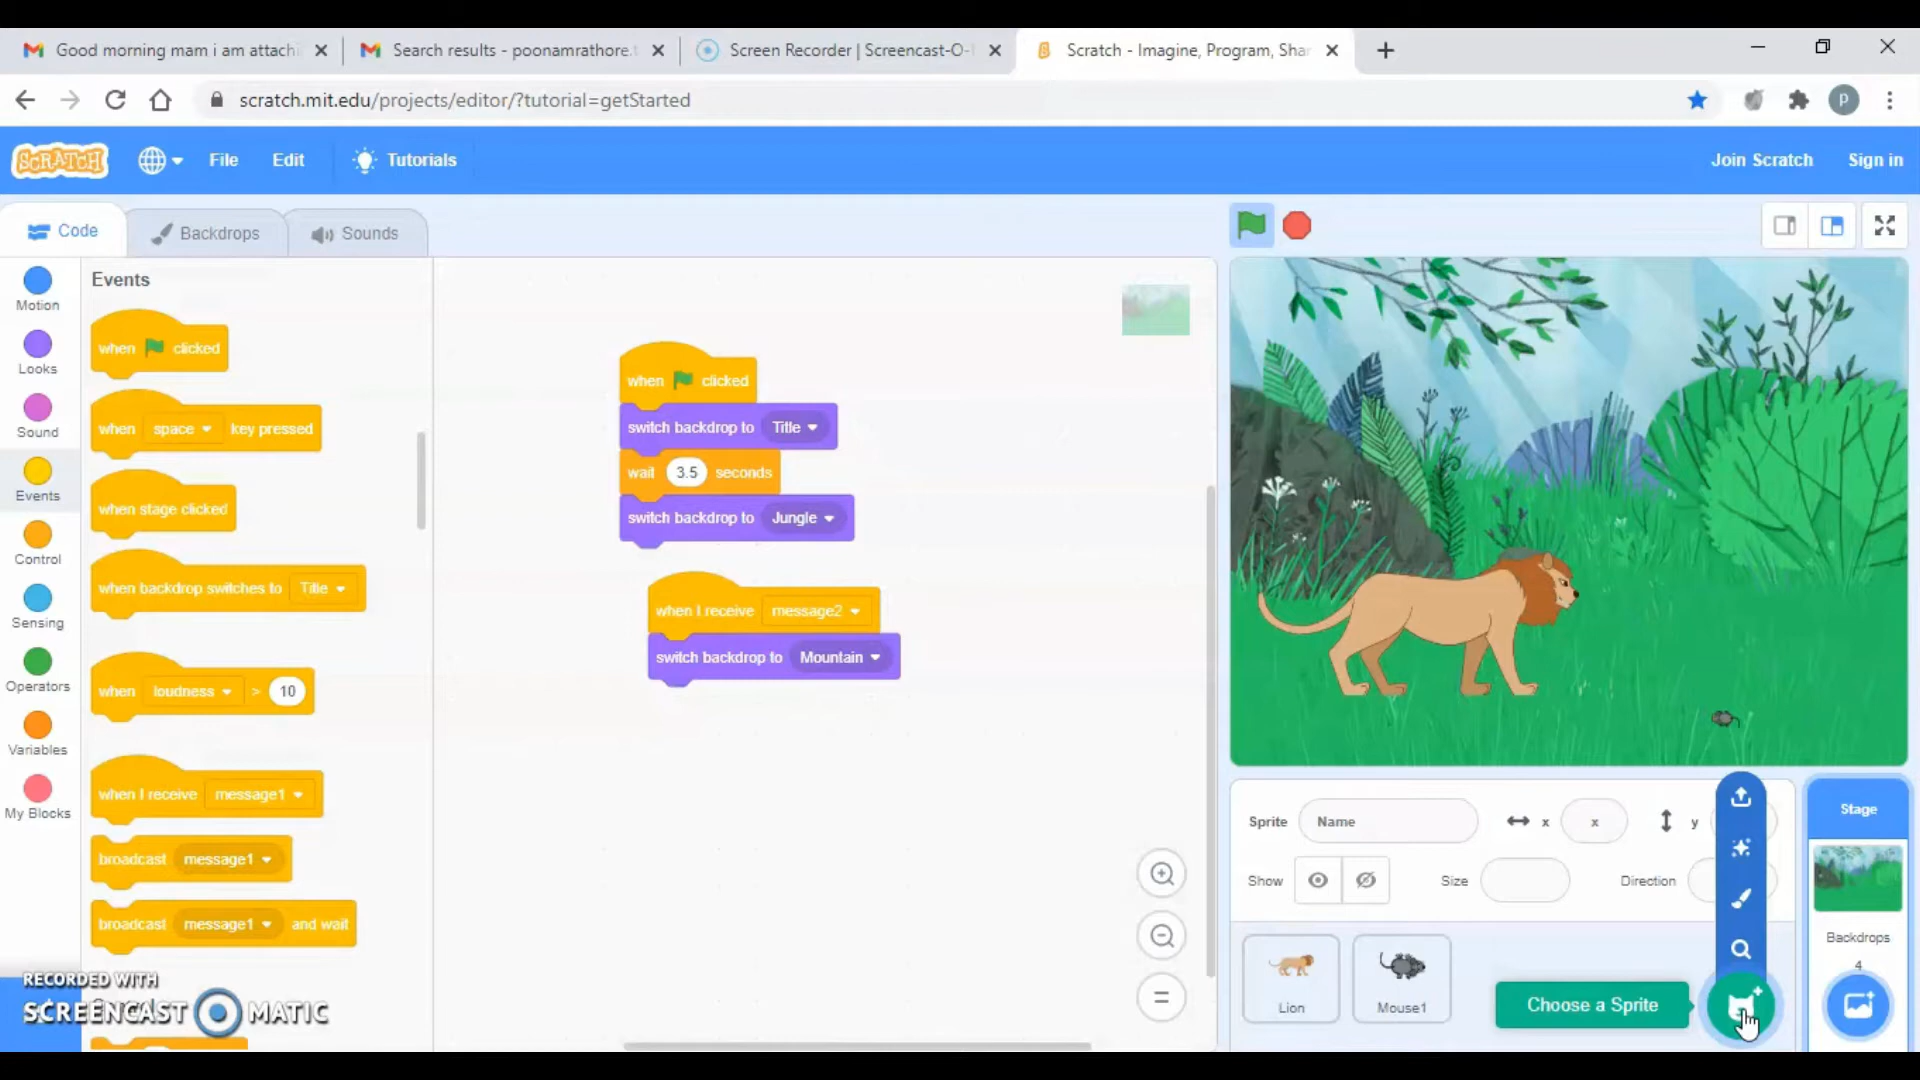 Good morning mam i am attachi
Search results - poonamrathore.t
Screen Recorder | Screencast-O-
Scratch - Imagine, Program, Shar
scratch.mit.edu/projects/editor/?tutorial=getStarted
P
SCRATCH
File
Edit
Tutorials
Join Scratch
Sign in
Code
Backdrops
Sounds
Motion
Looks
Sound
Events
Control
Sensing
Operators
Variables
My Blocks
Events
when clicked
when space key pressed
when stage clicked
when backdrop switches to Title
when loudness > 10
when I receive message1
broadcast message1
broadcast message1 and wait
when clicked
switch backdrop to Title
wait 3.5 seconds
switch backdrop to Jungle
when I receive message2
switch backdrop to Mountain
Sprite Name x x y
Show Size Direction
Lion
Mouse1
Choose a Sprite
Stage
Backdrops
4
RECORDED WITH
SCREENCAST MATIC